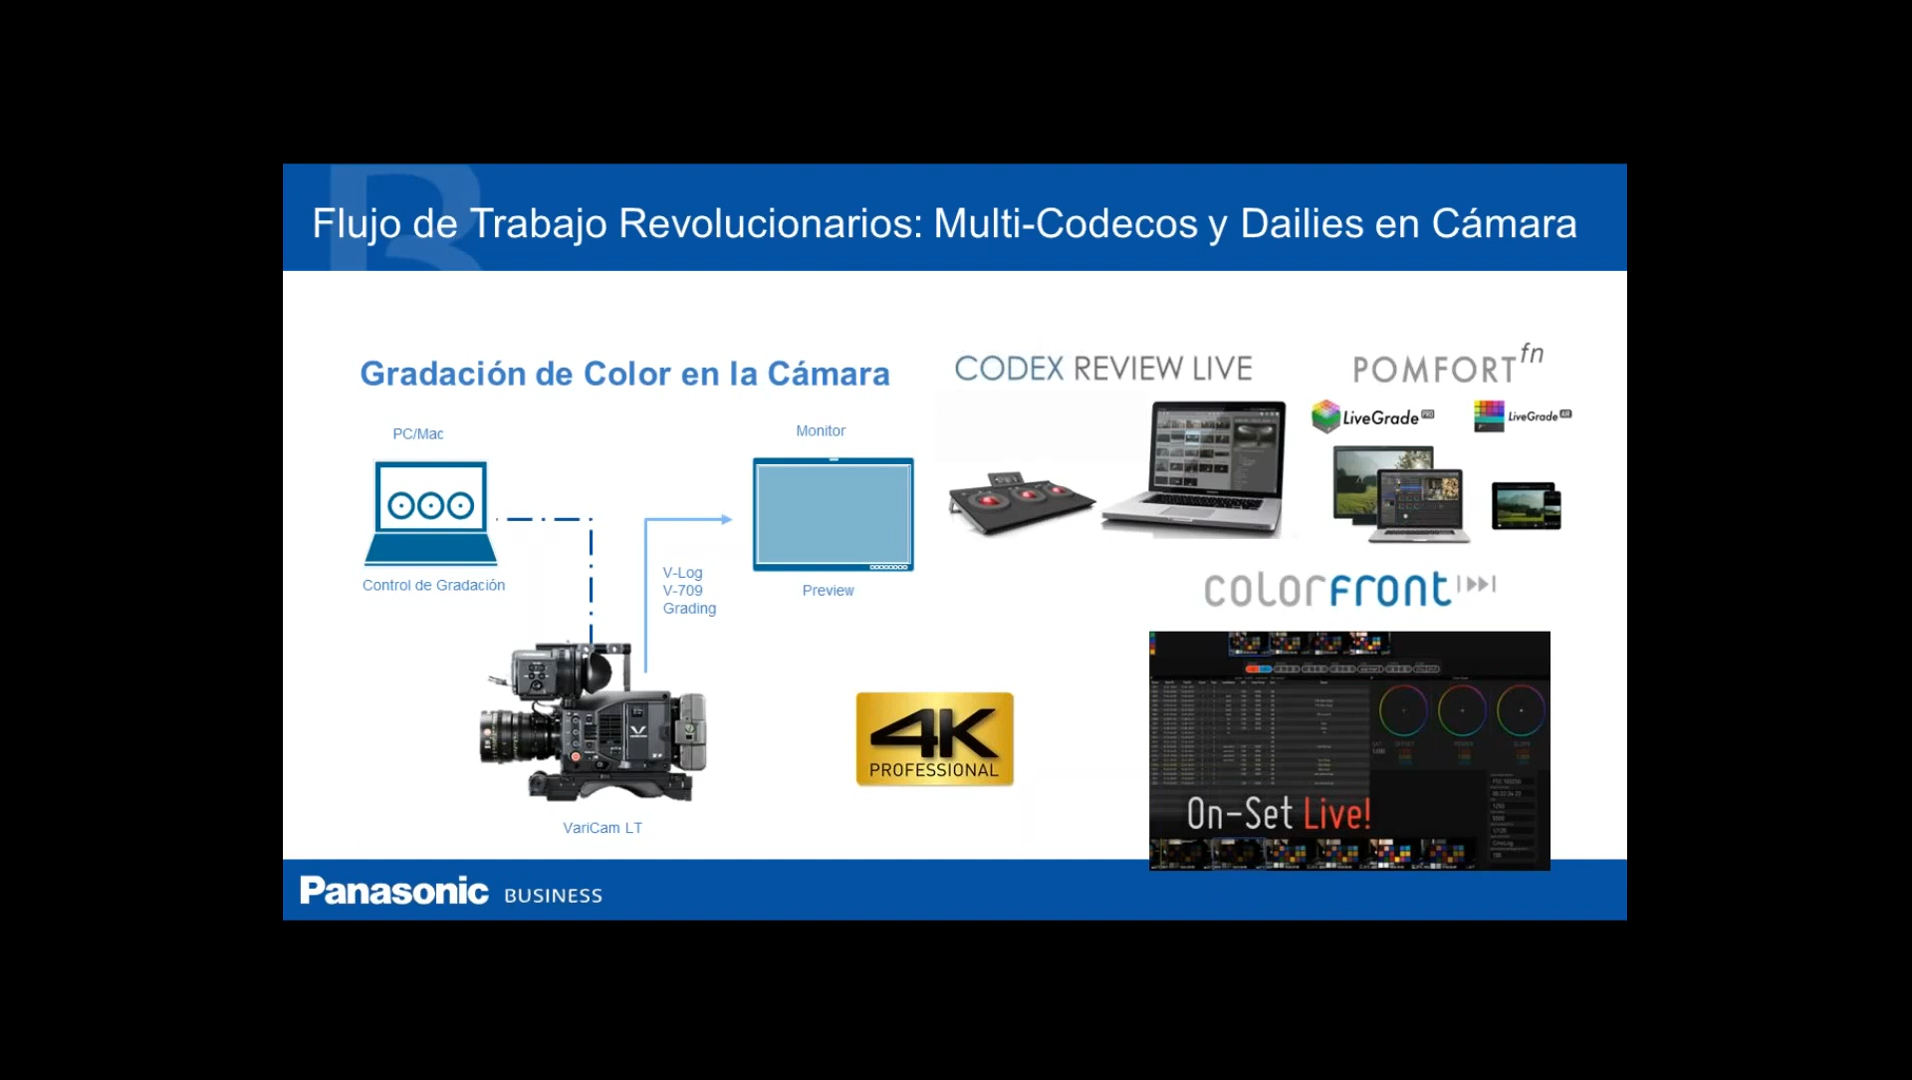 Flujo de Trabajo Revolucionarios: Multi-Codecos y Dailies en Cámara
Gradación de Color en la Cámara
PC/Mac
Control de Gradación
Monitor
Preview
V-Log
V-709
Grading
VariCam LT
4K
PROFESSIONAL
CODEX REVIEW LIVE
POMFORT fn
LiveGrade PRO
LiveGrade AIR
colorfront
On-Set Live!
Panasonic BUSINESS